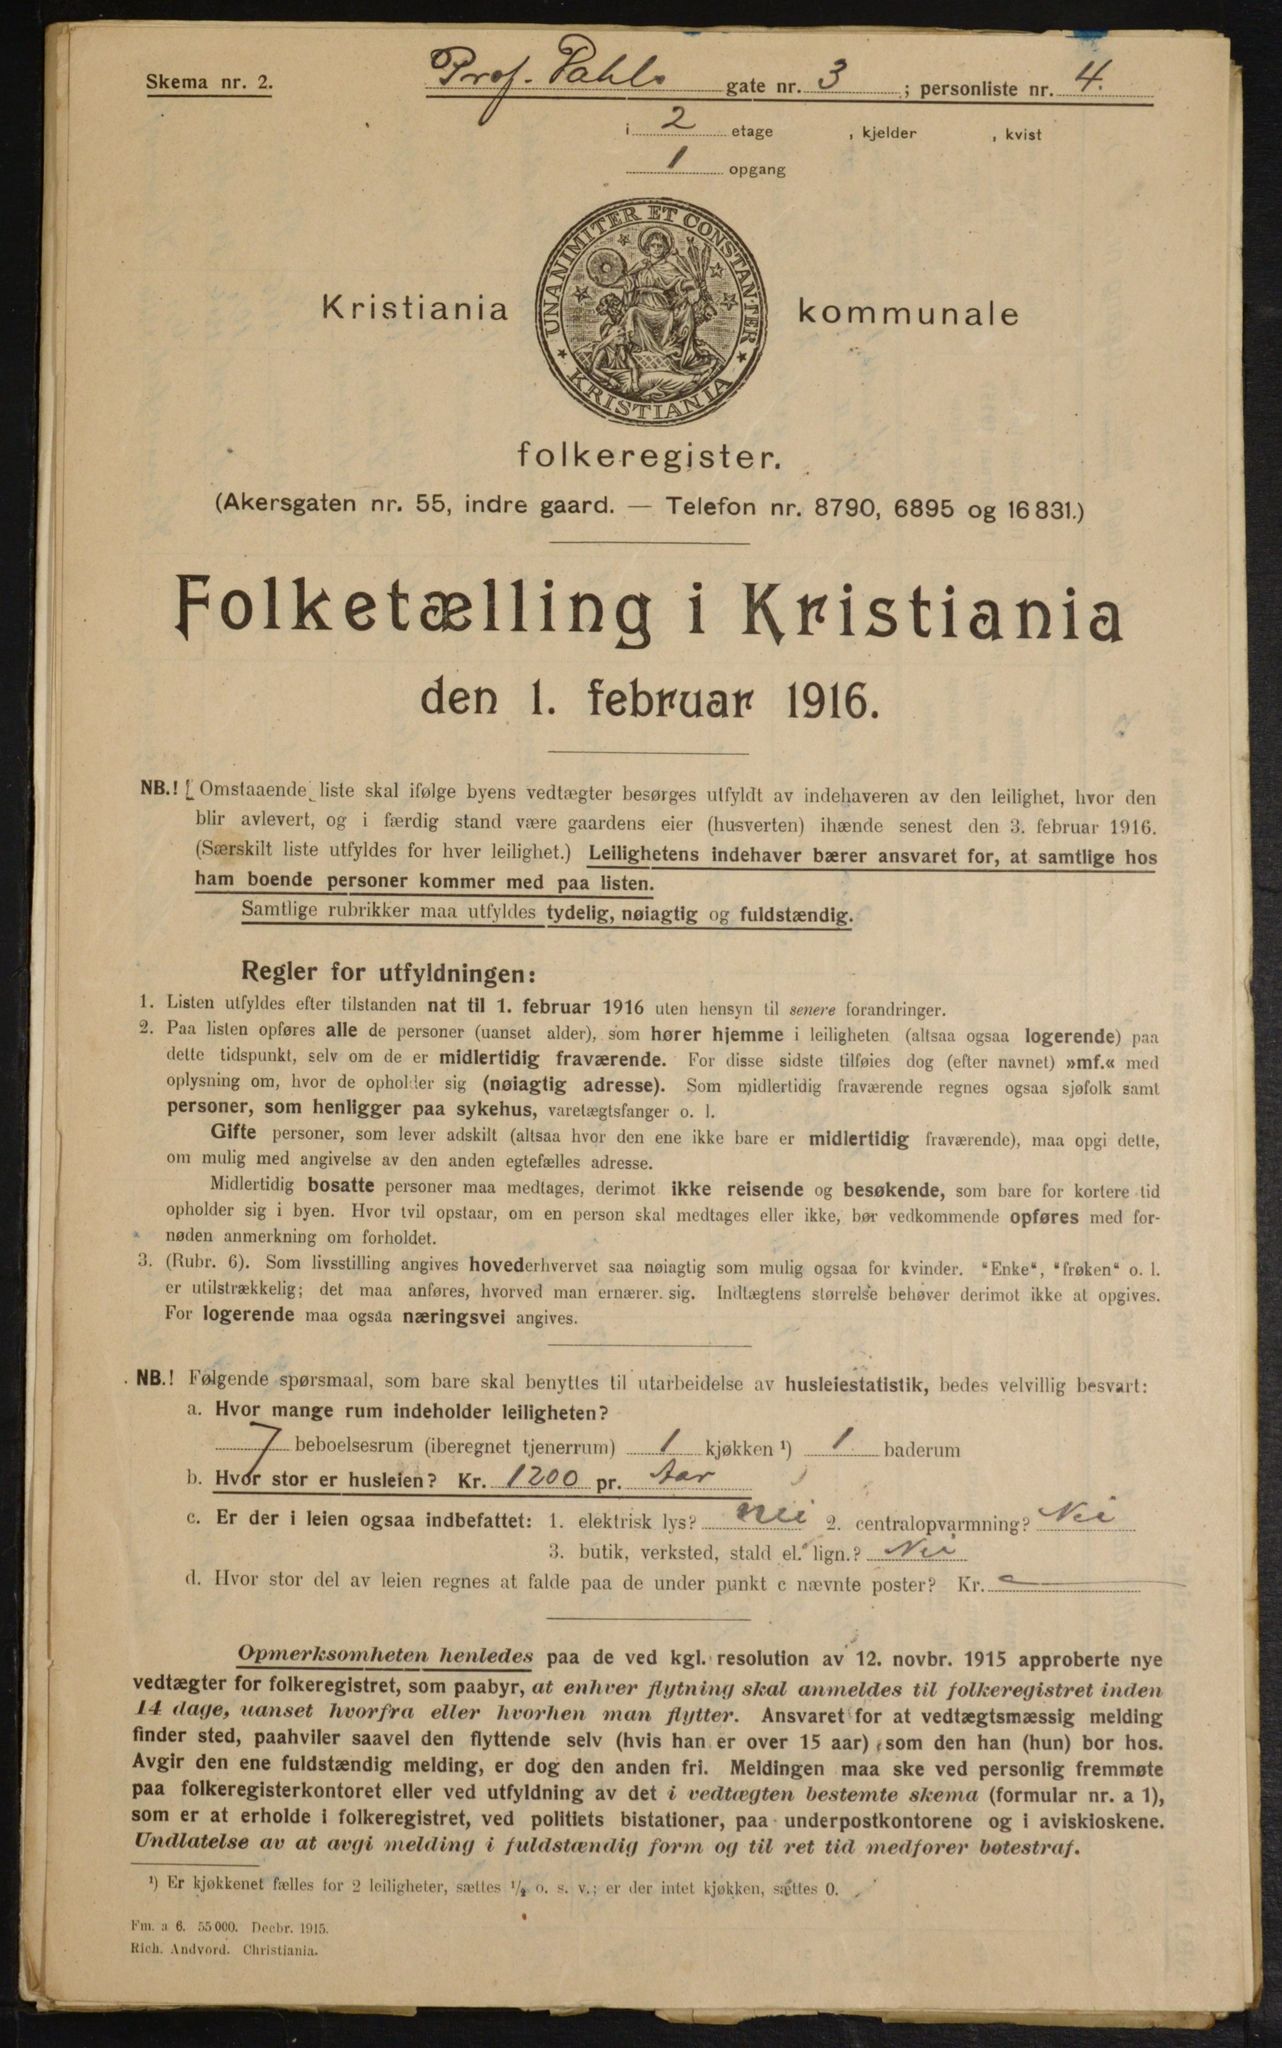 Skema nr. 2.
Prof. Dahls gate nr. 3 ; personliste nr. 4.
i 2 etage , kjelder , kvist
1 opgang
UNANIMITER ET CONSTANTER
KRISTIANIA
Kristiania kommunale
folkeregister.
(Akersgaten nr. 55, indre gaard. — Telefon nr. 8790, 6895 og 16 831.)
Folketælling i Kristiania
den 1. februar 1916.
NB.! [Omstaaende liste skal ifølge byens vedtægter besørges utfyldt av indehaveren av den leilighet, hvor den
blir avlevert, og i færdig stand være gaardens eier (husverten) ihænde senest den 3. februar 1916.
(Særskilt liste utfyldes for hver leilighet.) Leilighetens indehaver bærer ansvaret for, at samtlige hos
ham boende personer kommer med paa listen.
Samtlige rubrikker maa utfyldes tydelig, nøiagtig og fuldstændig.
Regler for utfyldningen:
1. Listen utfyldes efter tilstanden nat til 1. februar 1916 uten hensyn til senere forandringer.
2. Paa listen opføres alle de personer (uanset alder), som hører hjemme i leiligheten (altsaa ogsaa logerende) paa
dette tidspunkt, selv om de er midlertidig fraværende. For disse sidste tilføies dog (efter navnet) »mf.« med
oplysning om, hvor de opholder sig (nøiagtig adresse). Som midlertidig fraværende regnes ogsaa sjøfolk samt
personer, som henligger paa sykehus, varetægtsfanger o. l.
Gifte personer, som lever adskilt (altsaa hvor den ene ikke bare er midlertidig fraværende), maa opgi dette,
om mulig med angivelse av den anden egtefælles adresse.
Midlertidig bosatte personer maa medtages, derimot ikke reisende og besøkende, som bare for kortere tid
opholder sig i byen. Hvor tvil opstaar, om en person skal medtages eller ikke, bør vedkommende opføres med for-
nøden anmerkning om forholdet.
3. (Rubr. 6). Som livsstilling angives hovederhvervet saa nøiagtig som mulig ogsaa for kvinder. "Enke", "frøken" o. l.
er utilstrækkelig; det maa anføres, hvorved man ernærer sig. Indtægtens størrelse behøver derimot ikke at opgives.
For logerende maa ogsaa næringsvei angives.
NB.! Følgende spørsmaal, som bare skal benyttes til utarbeidelse av husleiestatistik, bedes velvillig besvart:
a. Hvor mange rum indeholder leiligheten?
7 beboelsesrum (iberegnet tjenerrum) 1 kjøkken ¹) 1 baderum
b. Hvor stor er husleien? Kr. 1200 pr. Aar
c. Er der i leien ogsaa indbefattet: 1. elektrisk lys? Nei 2. centralopvarmning? Nei
3. butik, verksted, stald el. lign.? Nei
d. Hvor stor del av leien regnes at falde paa de under punkt c nævnte poster? Kr. —
Opmerksomheten henledes paa de ved kgl. resolution av 12. novbr. 1915 approberte nye
vedtægter for folkeregistret, som paabyr, at enhver flytning skal anmeldes til folkeregistret inden
14 dage, uanset hvorfra eller hvorhen man flytter. Ansvaret for at vedtægtsmæssig melding
finder sted, paahviler saavel den flyttende selv (hvis han er over 15 aar) som den han (hun) bor hos.
Avgir den ene fuldstændig melding, er dog den anden fri. Meldingen maa ske ved personlig fremmøte
paa folkeregisterkontoret eller ved utfyldning av det i vedtægten bestemte skema (formular nr. a 1),
som er at erholde i folkeregistret, ved politiets bistationer, paa underpostkontorene og i aviskioskene.
Undlatelse av at avgi melding i fuldstændig form og til ret tid medfører bøtestraf.
¹) Er kjøkkenet fælles for 2 leiligheter, sættes ½ o. s. v.; er der intet kjøkken, sættes 0.
Fm. a 6. 55 000. Decbr. 1915.
Rich. Andvord. Christiania.